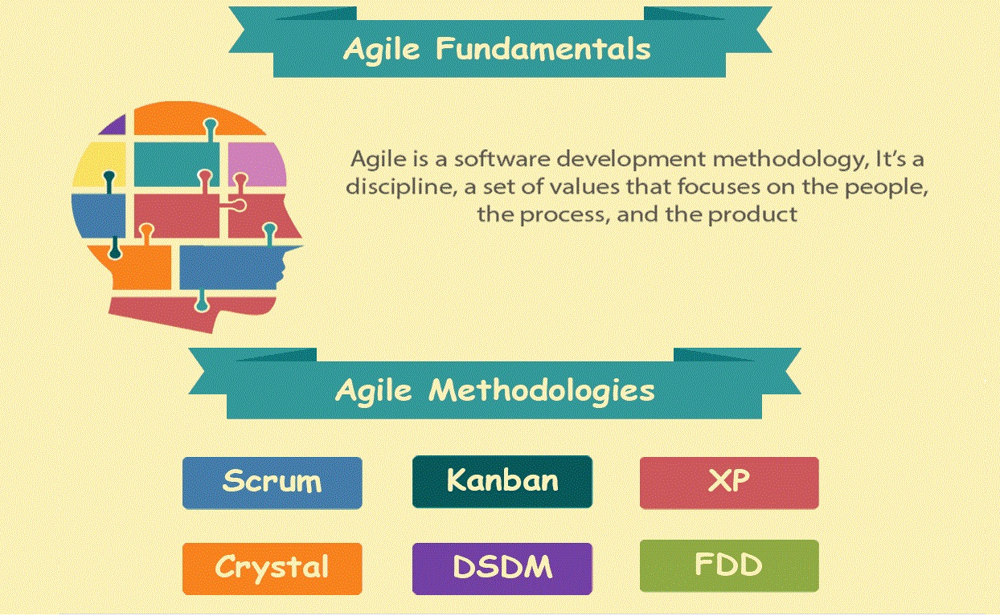 Agile Fundamentals
Agile is a software development methodology, It’s a
discipline, a set of values that focuses on the people,
the process, and the product
Agile Methodologies
Scrum
Kanban
XP
Crystal
DSDM
FDD